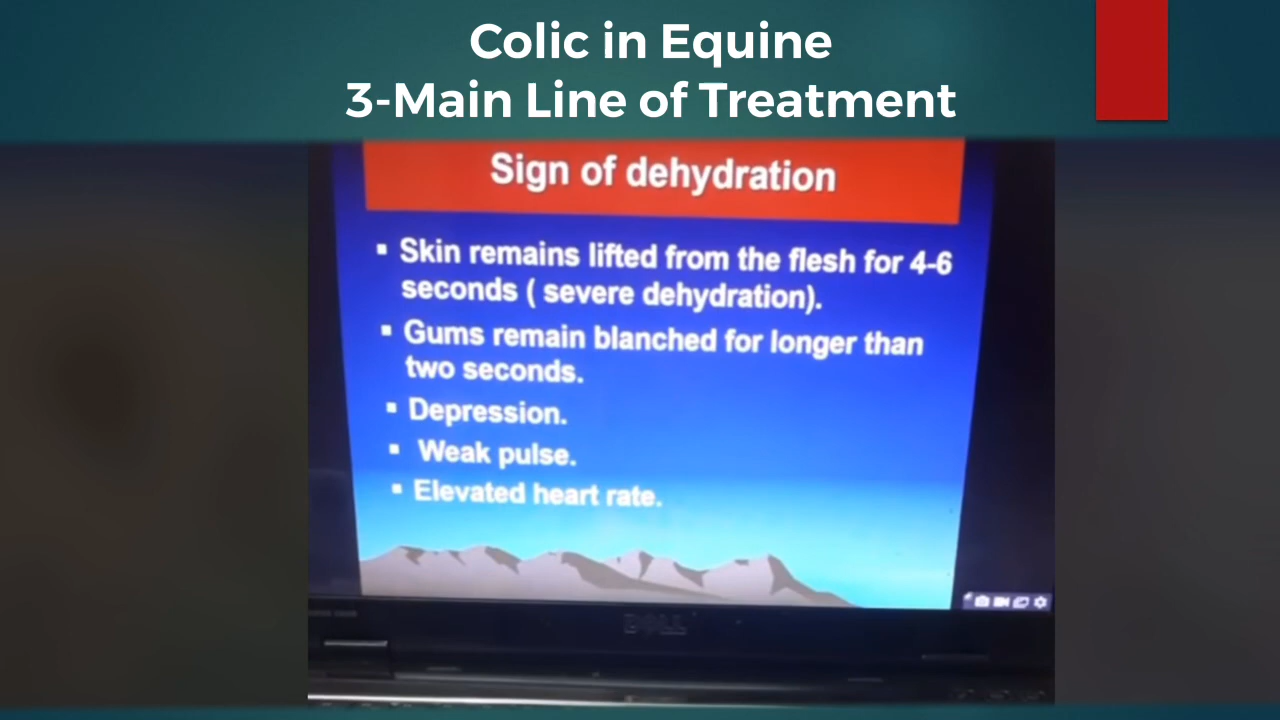 Colic in Equine
3-Main Line of Treatment
Sign of dehydration
▪ Skin remains lifted from the flesh for 4-6
seconds ( severe dehydration).
▪ Gums remain blanched for longer than
two seconds.
▪ Depression.
▪ Weak pulse.
▪ Elevated heart rate.
DELL